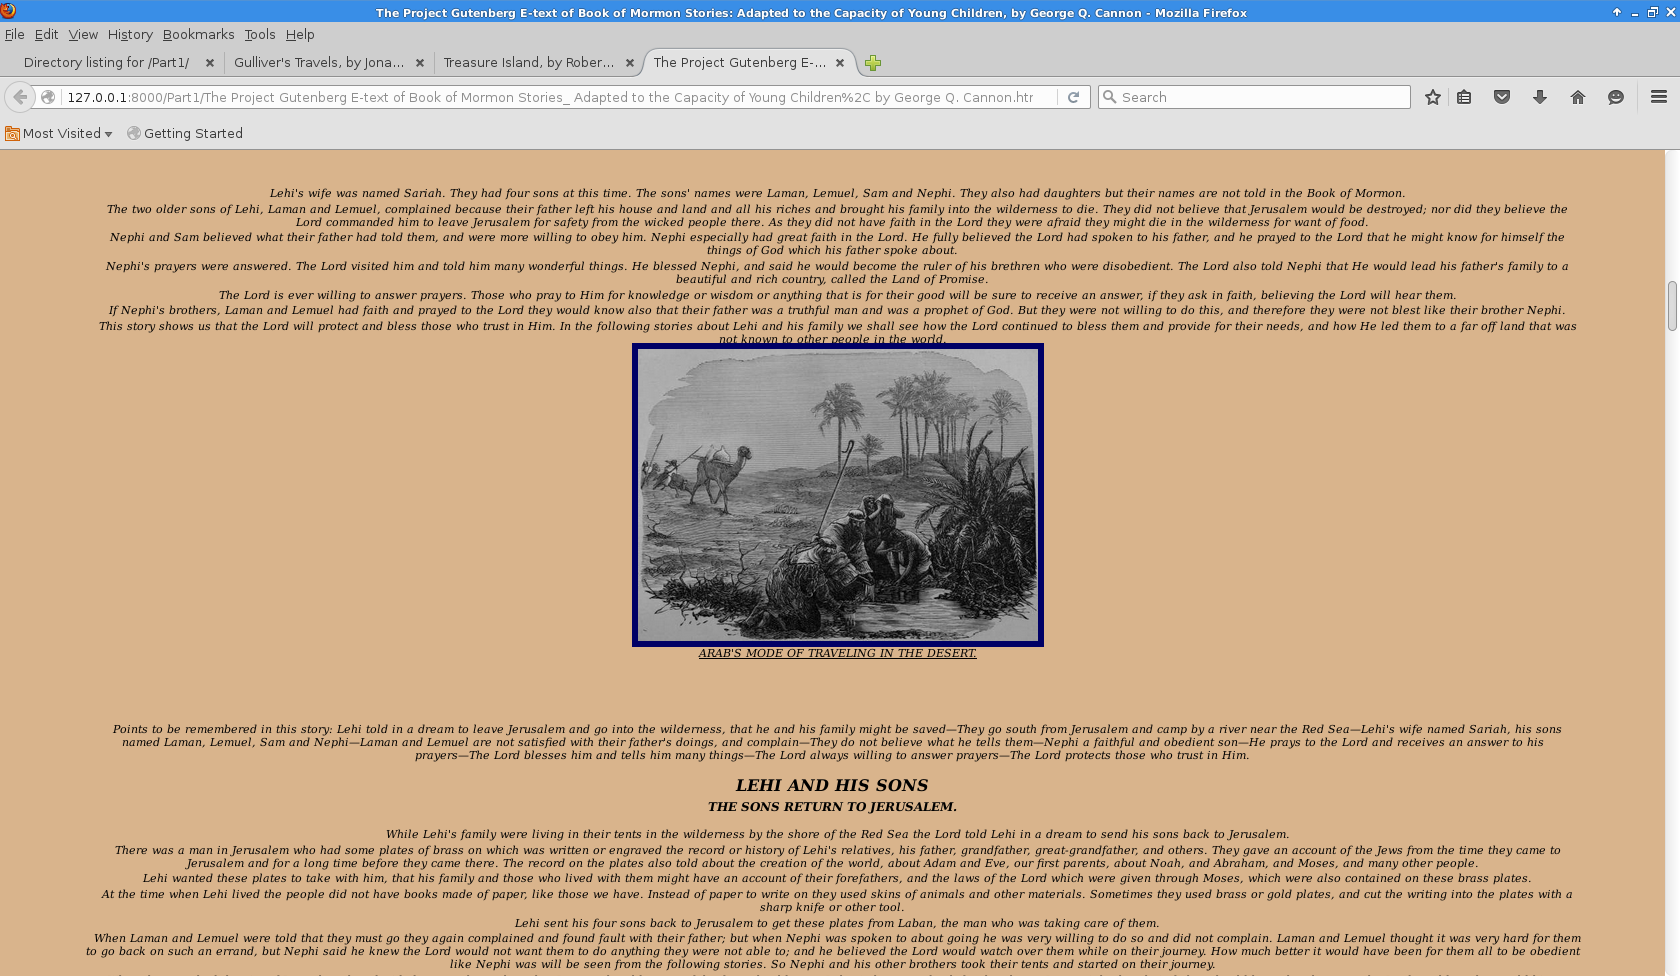 The Project Gutenberg E-text of Book of Mormon Stories: Adapted to the Capacity of Young Children, by George Q. Cannon - Mozilla Firefox
File Edit View History Bookmarks Tools Help
Directory listing for /Part1/ Gulliver's Travels, by Jona... Treasure Island, by Rober... The Project Gutenberg E-...
127.0.0.1:8000/Part1/The Project Gutenberg E-text of Book of Mormon Stories_ Adapted to the Capacity of Young Children%2C by George Q. Cannon.htr Search
Most Visited Getting Started
Lehi's wife was named Sariah. They had four sons at this time. The sons' names were Laman, Lemuel, Sam and Nephi. They also had daughters but their names are not told in the Book of Mormon.
The two older sons of Lehi, Laman and Lemuel, complained because their father left his house and land and all his riches and brought his family into the wilderness to die. They did not believe that Jerusalem would be destroyed; nor did they believe the
Lord commanded him to leave Jerusalem for safety from the wicked people there. As they did not have faith in the Lord they were afraid they might die in the wilderness for want of food.
Nephi and Sam believed what their father had told them, and were more willing to obey him. Nephi especially had great faith in the Lord. He fully believed the Lord had spoken to his father, and he prayed to the Lord that he might know for himself the
things of God which his father spoke about.
Nephi's prayers were answered. The Lord visited him and told him many wonderful things. He blessed Nephi, and said he would become the ruler of his brethren who were disobedient. The Lord also told Nephi that He would lead his father's family to a
beautiful and rich country, called the Land of Promise.
The Lord is ever willing to answer prayers. Those who pray to Him for knowledge or wisdom or anything that is for their good will be sure to receive an answer, if they ask in faith, believing the Lord will hear them.
If Nephi's brothers, Laman and Lemuel had faith and prayed to the Lord they would know also that their father was a truthful man and was a prophet of God. But they were not willing to do this, and therefore they were not blest like their brother Nephi.
This story shows us that the Lord will protect and bless those who trust in Him. In the following stories about Lehi and his family we shall see how the Lord continued to bless them and provide for their needs, and how He led them to a far off land that was
not known to other people in the world.
ARAB'S MODE OF TRAVELING IN THE DESERT.
Points to be remembered in this story: Lehi told in a dream to leave Jerusalem and go into the wilderness, that he and his family might be saved—They go south from Jerusalem and camp by a river near the Red Sea—Lehi's wife named Sariah, his sons
named Laman, Lemuel, Sam and Nephi—Laman and Lemuel are not satisfied with their father's doings, and complain—They do not believe what he tells them—Nephi a faithful and obedient son—He prays to the Lord and receives an answer to his
prayers—The Lord blesses him and tells him many things—The Lord always willing to answer prayers—The Lord protects those who trust in Him.
LEHI AND HIS SONS
THE SONS RETURN TO JERUSALEM.
While Lehi's family were living in their tents in the wilderness by the shore of the Red Sea the Lord told Lehi in a dream to send his sons back to Jerusalem.
There was a man in Jerusalem who had some plates of brass on which was written or engraved the record or history of Lehi's relatives, his father, grandfather, great-grandfather, and others. They gave an account of the Jews from the time they came to
Jerusalem and for a long time before they came there. The record on the plates also told about the creation of the world, about Adam and Eve, our first parents, about Noah, and Abraham, and Moses, and many other people.
Lehi wanted these plates to take with him, that his family and those who lived with them might have an account of their forefathers, and the laws of the Lord which were given through Moses, which were also contained on these brass plates.
At the time when Lehi lived the people did not have books made of paper, like those we have. Instead of paper to write on they used skins of animals and other materials. Sometimes they used brass or gold plates, and cut the writing into the plates with a
sharp knife or other tool.
Lehi sent his four sons back to Jerusalem to get these plates from Laban, the man who was taking care of them.
When Laman and Lemuel were told that they must go they again complained and found fault with their father; but when Nephi was spoken to about going he was very willing to do so and did not complain. Laman and Lemuel thought it was very hard for them
to go back on such an errand, but Nephi said he knew the Lord would not want them to do anything they were not able to; and he believed the Lord would watch over them while on their journey. How much better it would have been for them all to be obedient
like Nephi was will be seen from the following stories. So Nephi and his other brothers took their tents and started on their journey.